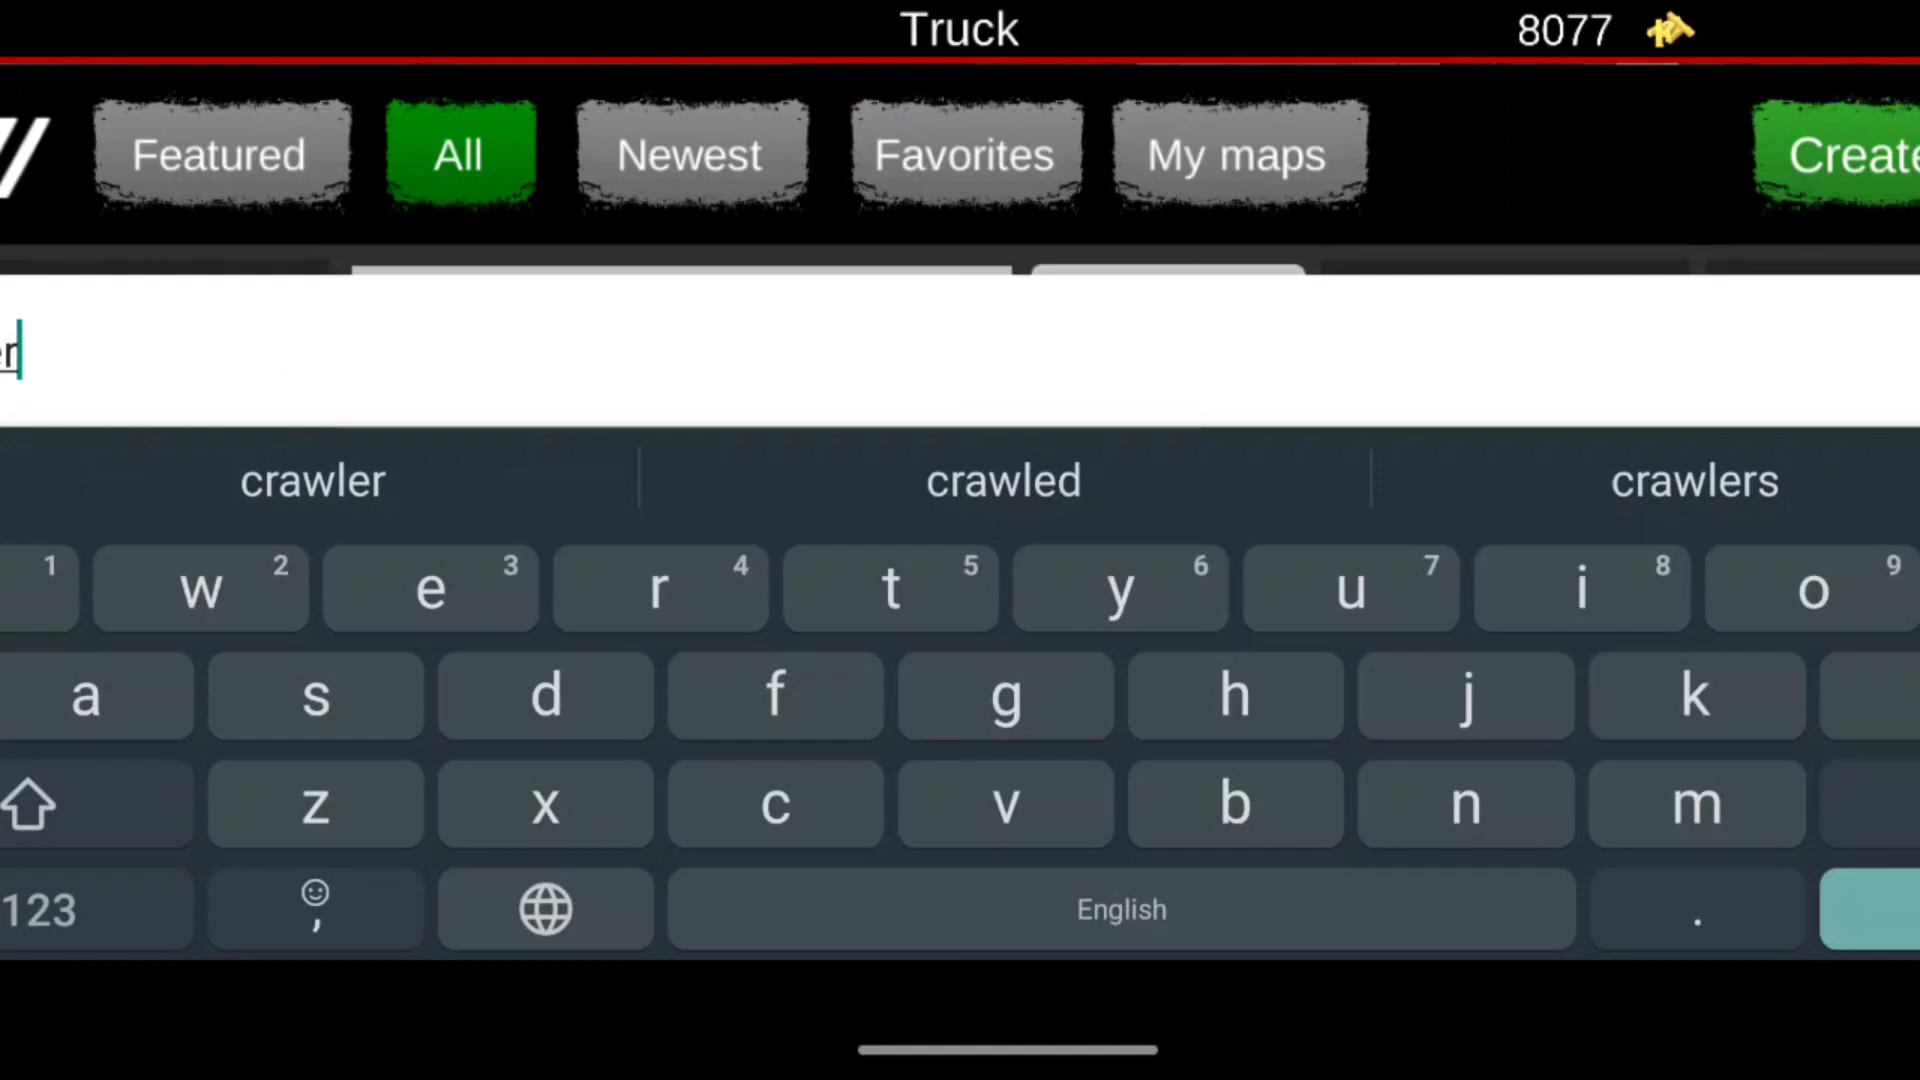 Truck 8077
Featured All Newest Favorites My maps Create
er
crawler crawled crawlers
1 w 2 e 3 r 4 t 5 y 6 u 7 i 8 o 9
a s d f g h j k
z x c v b n m
123 , English .